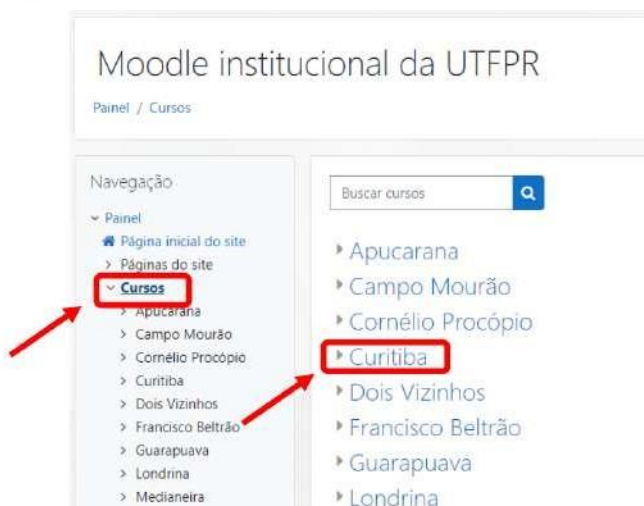 Moodle institucional da UTFPR
Painel / Cursos
Navegação
Painel
Página inicial do site
Páginas do site
Cursos
Apucarana
Campo Mourão
Cornélio Procópio
Curitiba
Dois Vizinhos
Francisco Beltrão
Guarapuava
Londrina
Medianeira
Buscar cursos
Apucarana
Campo Mourão
Cornélio Procópio
Curitiba
Dois Vizinhos
Francisco Beltrão
Guarapuava
Londrina